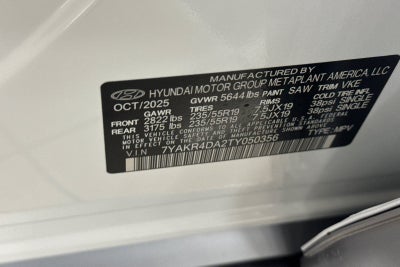 MANUFACTURED BY
HYUNDAI MOTOR GROUP METAPLANT AMERICA, LLC
OCT/2025 GVWR 5644 lbs PAINT SAW TRIM VKE
RIMS COLD TIRE INFL.
FRONT 2822 lbs 235/55R19 7.5JX19 38psi SINGLE
REAR 3175 lbs 235/55R19 7.5JX19 38psi SINGLE
THIS VEHICLE CONFORMS TO ALL APPLICABLE U.S. FEDERAL
MOTOR VEHICLE SAFETY, BUMPER, AND THEFT
PREVENTION STANDARDS IN EFFECT ON THE DATE OF
MANUFACTURE SHOWN ABOVE.
VIN 7YAKR4DA2TY050356 TYPE: MPV